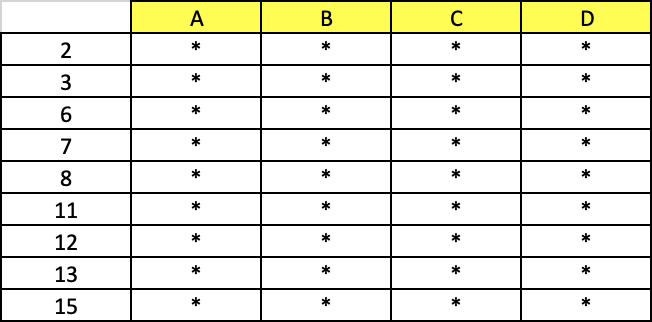 A B C D
2 * * * *
3 * * * *
6 * * * *
7 * * * *
8 * * * *
11 * * * *
12 * * * *
13 * * * *
15 * * * *